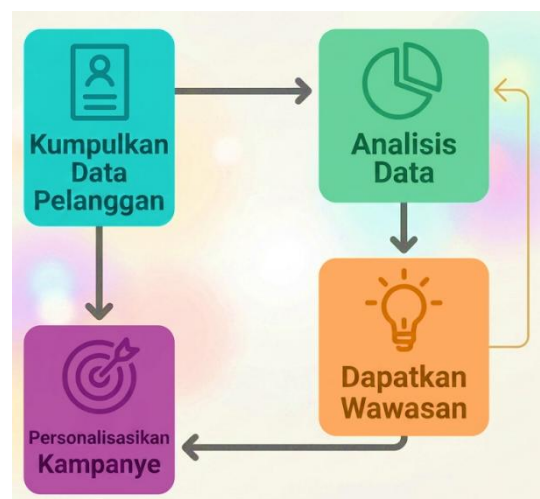 Kumpulkan
Data
Pelanggan
Analisis
Data
Dapatkan
Wawasan
Personalisasikan
Kampanye